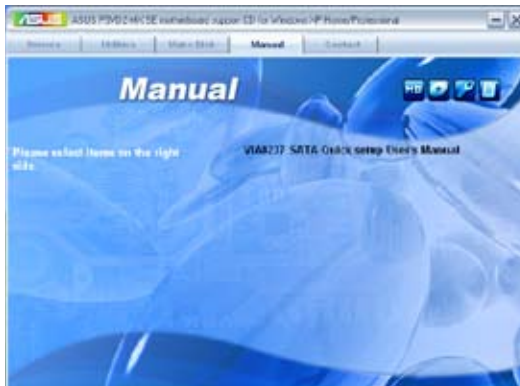 ASUS P5VD2-MX SE motherboard support CD for Windows XP Home/Professional
Drivers Utilities Make Disk Manual Contact
Manual
Please select items on the right
side.
VIA8237 SATA Quick setup User's Manual